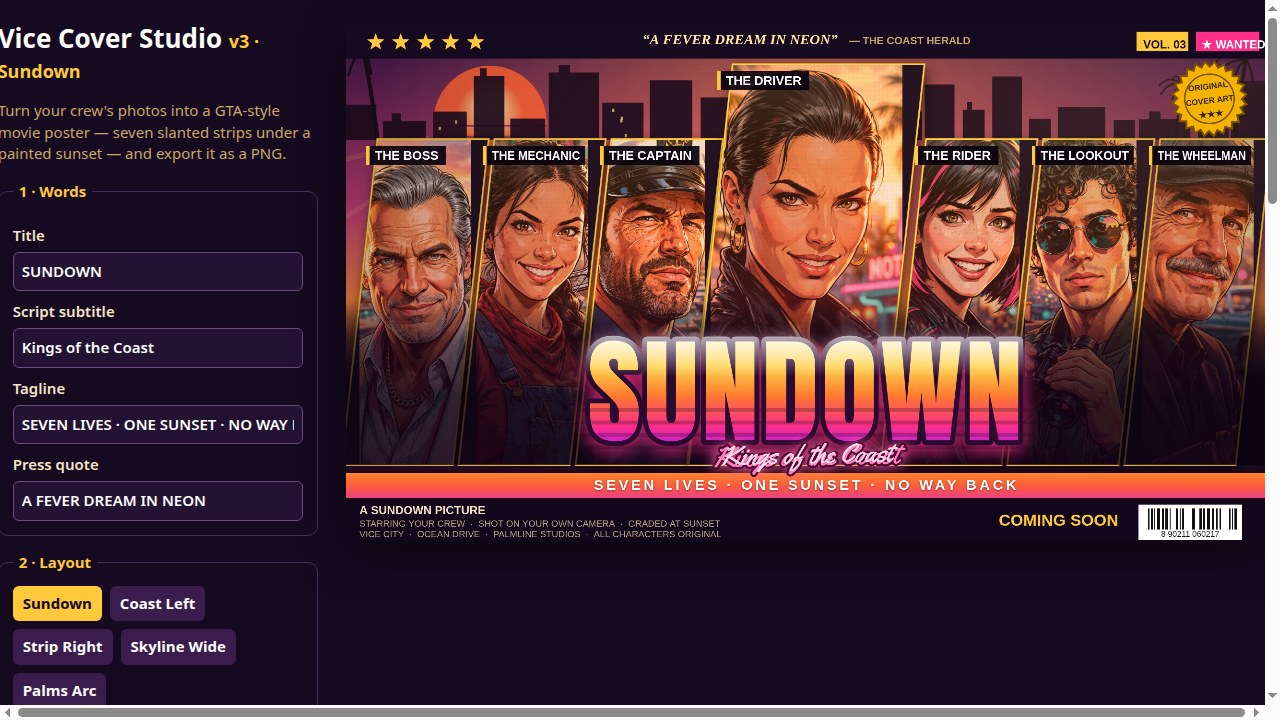 Vice Cover Studio v3 ·
Sundown
Turn your crew's photos into a GTA-style
movie poster — seven slanted strips under a
painted sunset — and export it as a PNG.
1 · Words
Title
SUNDOWN
Script subtitle
Kings of the Coast
Tagline
SEVEN LIVES · ONE SUNSET · NO WAY
Press quote
A FEVER DREAM IN NEON
2 · Layout
Sundown
Coast Left
Strip Right
Skyline Wide
Palms Arc
“A FEVER DREAM IN NEON” — THE COAST HERALD
VOL. 03
★ WANTED
ORIGINAL
COVER ART
★★★
THE DRIVER
THE BOSS
THE MECHANIC
THE CAPTAIN
THE RIDER
THE LOOKOUT
THE WHEELMAN
MOT
SUNDOWN
Kings of the Coast
SEVEN LIVES · ONE SUNSET · NO WAY BACK
A SUNDOWN PICTURE
STARRING YOUR CREW · SHOT ON YOUR OWN CAMERA · GRADED AT SUNSET
VICE CITY · OCEAN DRIVE · PALMLINE STUDIOS · ALL CHARACTERS ORIGINAL
COMING SOON
8 90211 060217